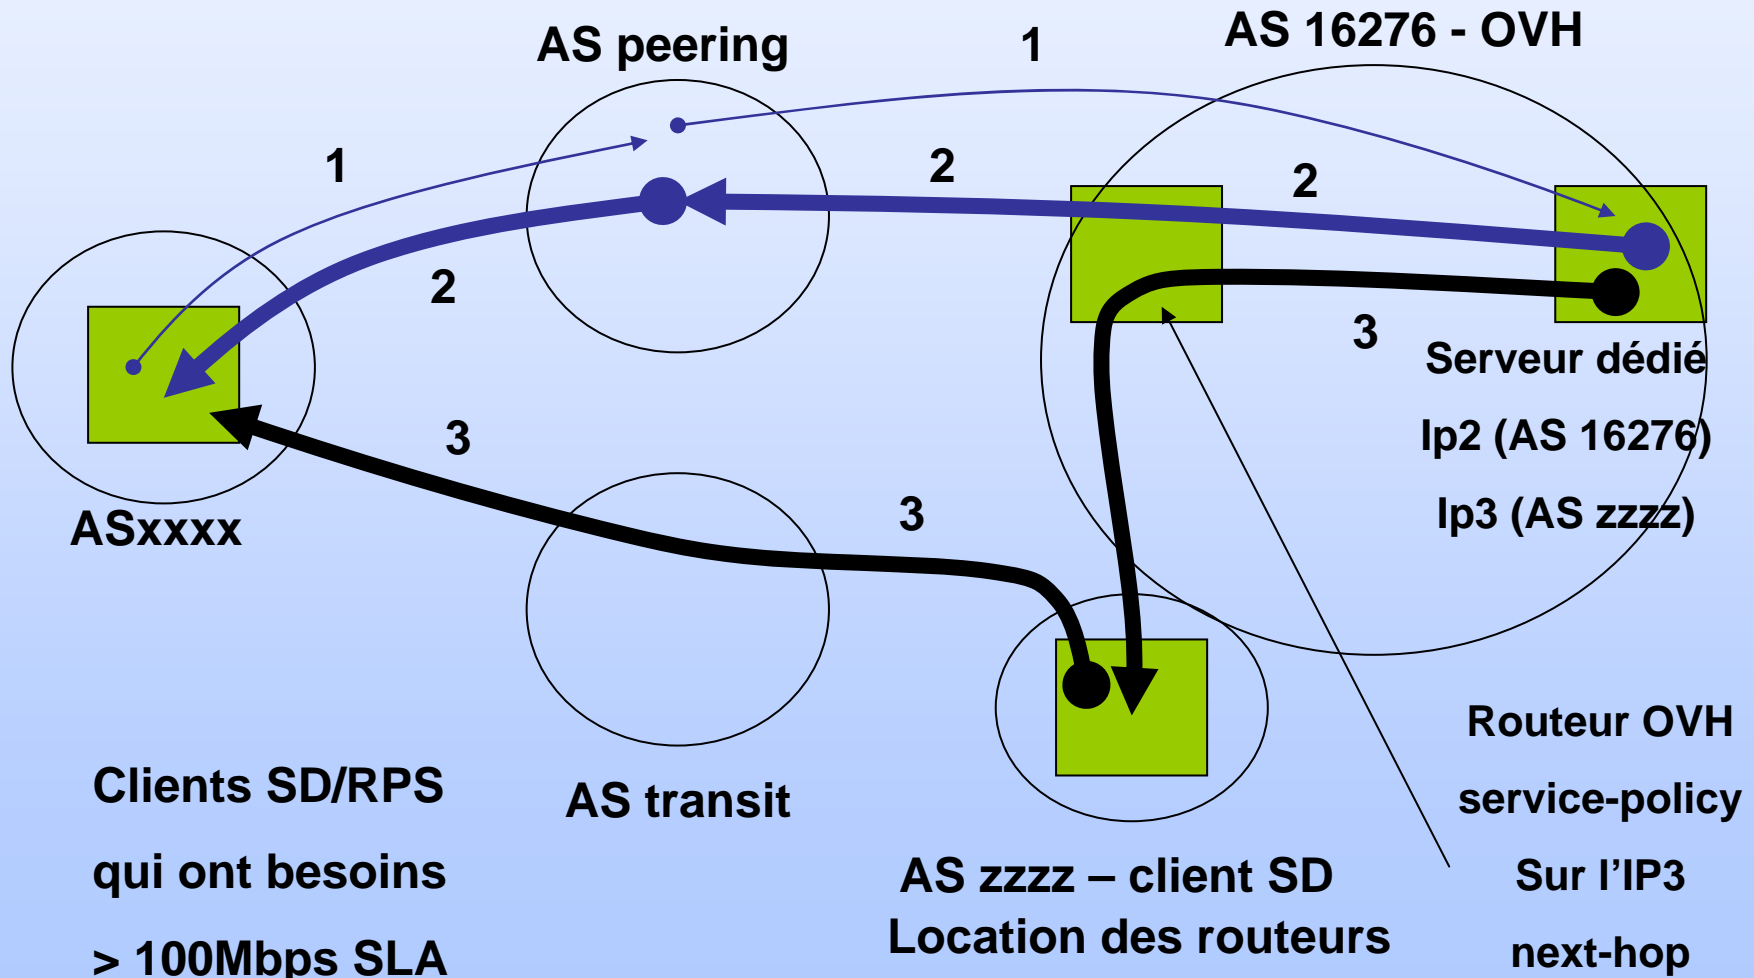 AS peering
1
AS 16276 - OVH
1
2
2
2
3
Serveur dédié
Ip2 (AS 16276)
Ip3 (AS zzzz)
3
3
ASxxxx
Clients SD/RPS
qui ont besoins
> 100Mbps SLA
AS transit
AS zzzz – client SD
Location des routeurs
Routeur OVH
service-policy
Sur l’IP3
next-hop